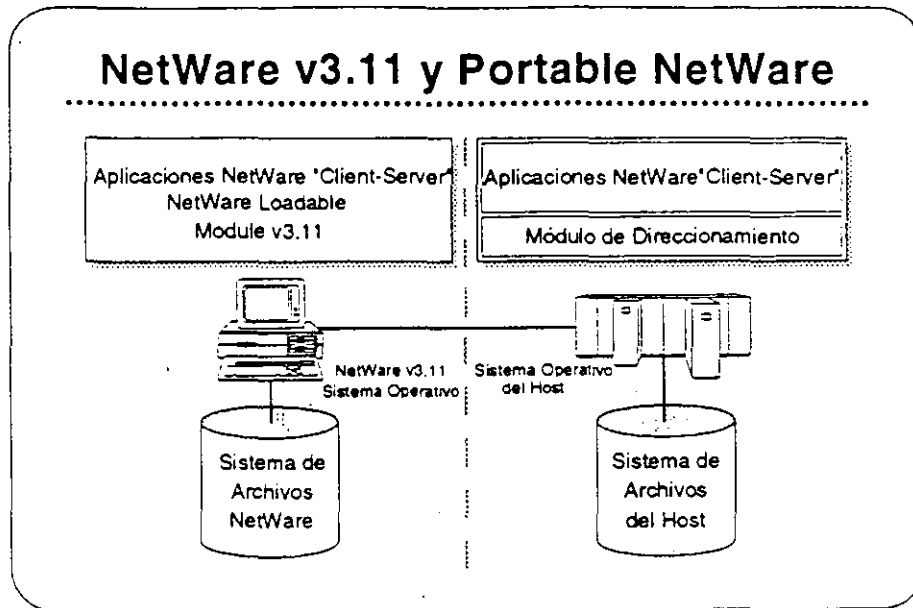 NetWare v3.11 y Portable NetWare
Aplicaciones NetWare "Client-Server"
NetWare Loadable
Module v3.11
Aplicaciones NetWare "Client-Server"
Módulo de Direccionamiento
NetWare v3.11
Sistema Operativo
Sistema Operativo
del Host
Sistema de
Archivos
NetWare
Sistema de
Archivos
del Host